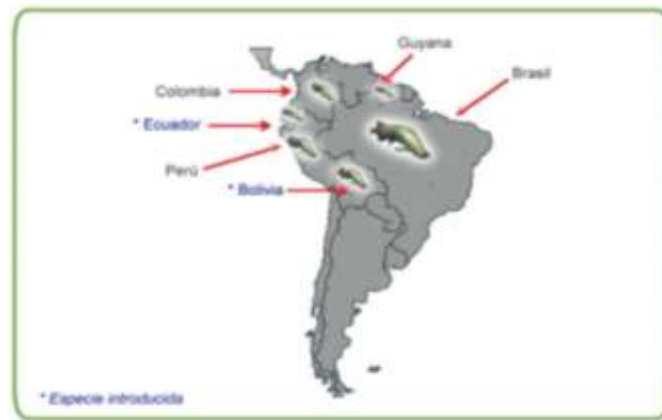 Guyana
Brasil
Colombia
* Ecuador
Perú
* Bolivia
* Especie introducida